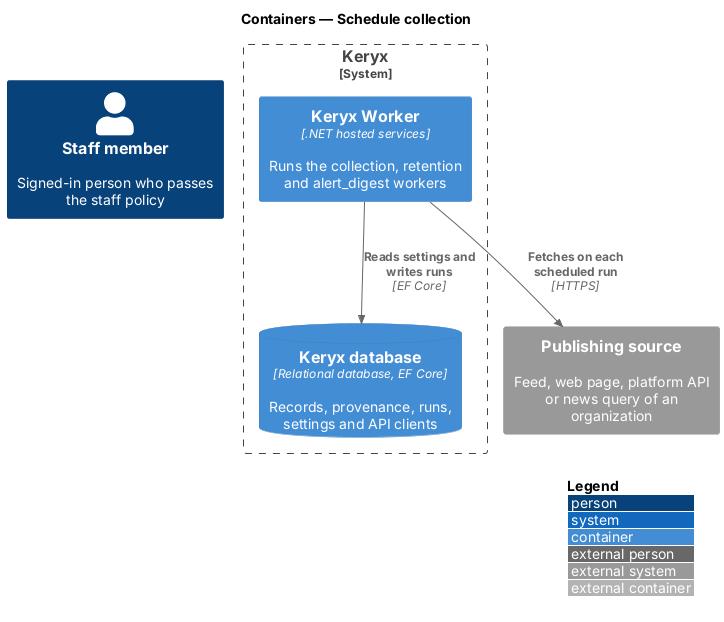 Containers — Schedule collection
Keryx
[System]
Staff member
Signed-in person who passes
the staff policy
Keryx Worker
[.NET hosted services]
Runs the collection, retention
and alert_digest workers
Reads settings and
writes runs
[EF Core]
Fetches on each
scheduled run
[HTTPS]
Keryx database
[Relational database, EF Core]
Records, provenance, runs,
settings and API clients
Publishing source
Feed, web page, platform API
or news query of an
organization
Legend
person
system
container
external person
external system
external container